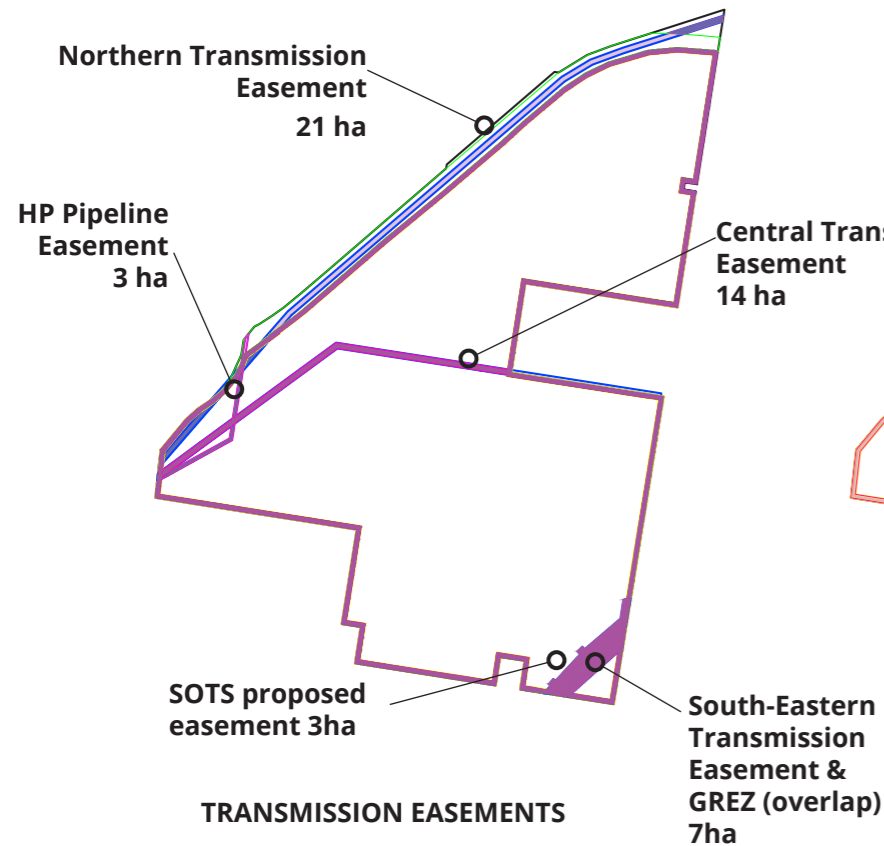 Northern Transmission
Easement
21 ha
HP Pipeline
Easement
3 ha
Central
Easement
14 ha
SOTS proposed
easement 3ha
South-Eastern
Transmission
Easement &
GREZ (overlap)
7ha
TRANSMISSION EASEMENTS